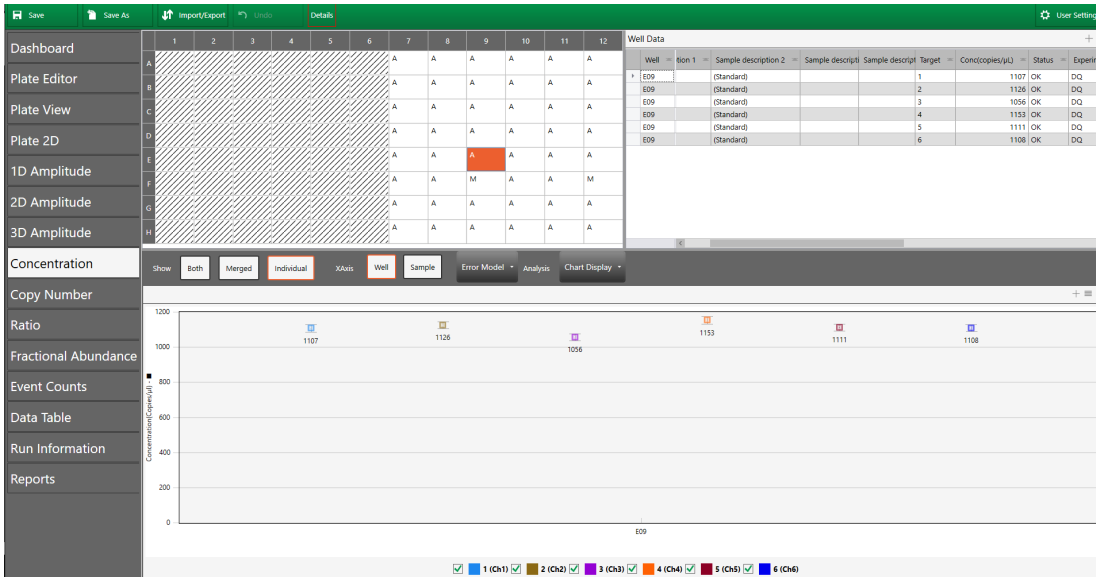 Save Save As Import/Export Undo Details User Setting
Dashboard
Plate Editor
Plate View
Plate 2D
1D Amplitude
2D Amplitude
3D Amplitude
Concentration
Copy Number
Ratio
Fractional Abundance
Event Counts
Data Table
Run Information
Reports
1 2 3 4 5 6 7 8 9 10 11 12
A A A A A A A
B A A A A A A
C A A A A A A
D A A A A A A
E A A A A A A
F A A M A A M
G A A A A A A
H A A A A A A
Well Data
Well tion 1 Sample description 2 Sample descripti Sample descript Target Conc(copies/μL) Status Experim
E09 (Standard) 1 1107 OK DQ
E09 (Standard) 2 1126 OK DQ
E09 (Standard) 3 1056 OK DQ
E09 (Standard) 4 1153 OK DQ
E09 (Standard) 5 1111 OK DQ
E09 (Standard) 6 1108 OK DQ
Show Both Merged Individual XAxis Well Sample Error Model Analysis Chart Display
Concentration(Copies/μl) -
1200
1000
800
600
400
200
0
1107 1126 1056 1153 1111 1108
E09
1 (Ch1) 2 (Ch2) 3 (Ch3) 4 (Ch4) 5 (Ch5) 6 (Ch6)